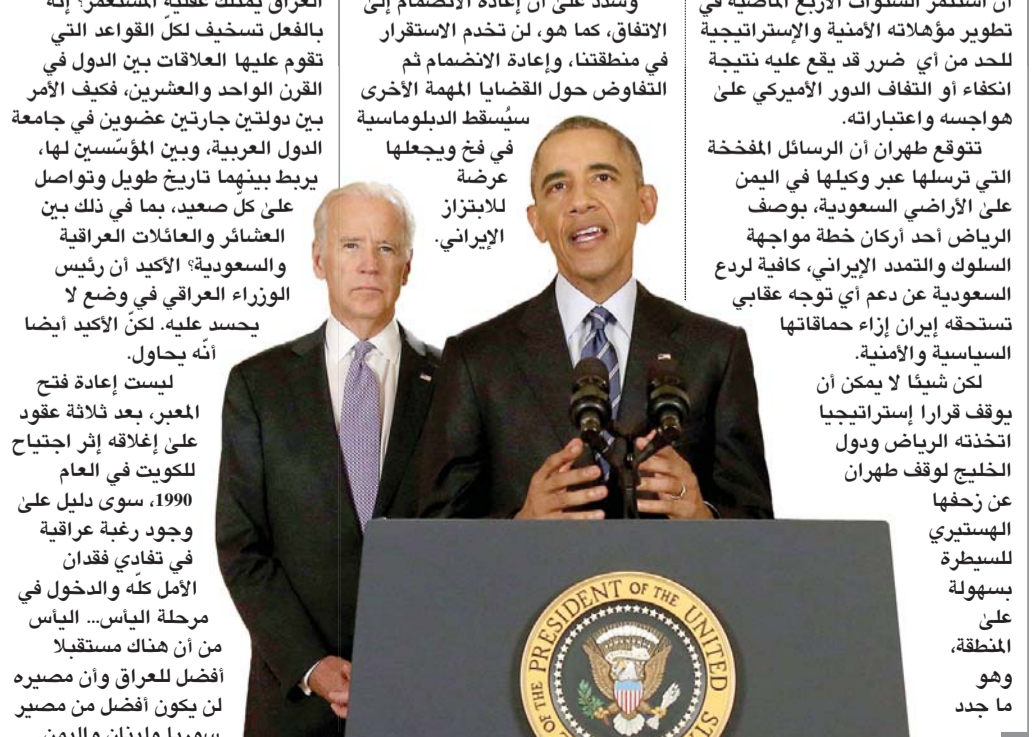 أن استثمر السنوات الأربع الماضية في
تطوير مؤهلاته الأمنية والإستراتيجية
للحد من أي ضرر قد يقع عليه نتيجة
انكفاء أو التفاف الدور الأميركي على
هواجسه واعتباراته.
تتوقع طهران أن الرسائل المفخخة
التي ترسلها عبر وكيلها في اليمن
على الأراضي السعودية، بوصف
الرياض أحد أركان خطة مواجهة
السلوك والتمدد الإيراني، كافية لردع
السعودية عن دعم أي توجه عقابي
تستحقه إيران إزاء حماقاتها
السياسية والأمنية.
لكن شيئا لا يمكن أن
يوقف قرارا إستراتيجيا
اتخذته الرياض ودول
الخليج لوقف طهران
عن زحفها
الهستيري
للسيطرة
بسهولة
على
المنطقة،
وهو
ما جدد
وشدد على أن إعادة الانضمام إلى
الاتفاق، كما هو، لن تخدم الاستقرار
في منطقتنا، وإعادة الانضمام ثم
التفاوض حول القضايا المهمة الأخرى
سيُسقط الدبلوماسية
في فخ ويجعلها
عرضة
للابتزاز
الإيراني.
العراق يمتلك عقلية المستعمر؟ إنه
بالفعل تسخيف لكلّ القواعد التي
تقوم عليها العلاقات بين الدول في
القرن الواحد والعشرين، فكيف الأمر
بين دولتين جارتين عضوين في جامعة
الدول العربية، وبين المؤسّسين لها،
يربط بينهما تاريخ طويل وتواصل
على كلّ صعيد، بما في ذلك بين
العشائر والعائلات العراقية
والسعودية؟ الأكيد أن رئيس
الوزراء العراقي في وضع لا
يحسد عليه. لكنّ الأكيد أيضا
أنّه يحاول.
ليست إعادة فتح
المعبر، بعد ثلاثة عقود
على إغلاقه إثر اجتياح
للكويت في العام
1990، سوى دليل على
وجود رغبة عراقية
في تفادي فقدان
الأمل كلّه والدخول في
مرحلة اليأس... اليأس
من أن هناك مستقبلا
أفضل للعراق وأن مصيره
لن يكون أفضل من مصير
سوريا ولبنان واليمن
OF THE PRESIDENT OF THE UNITED ST